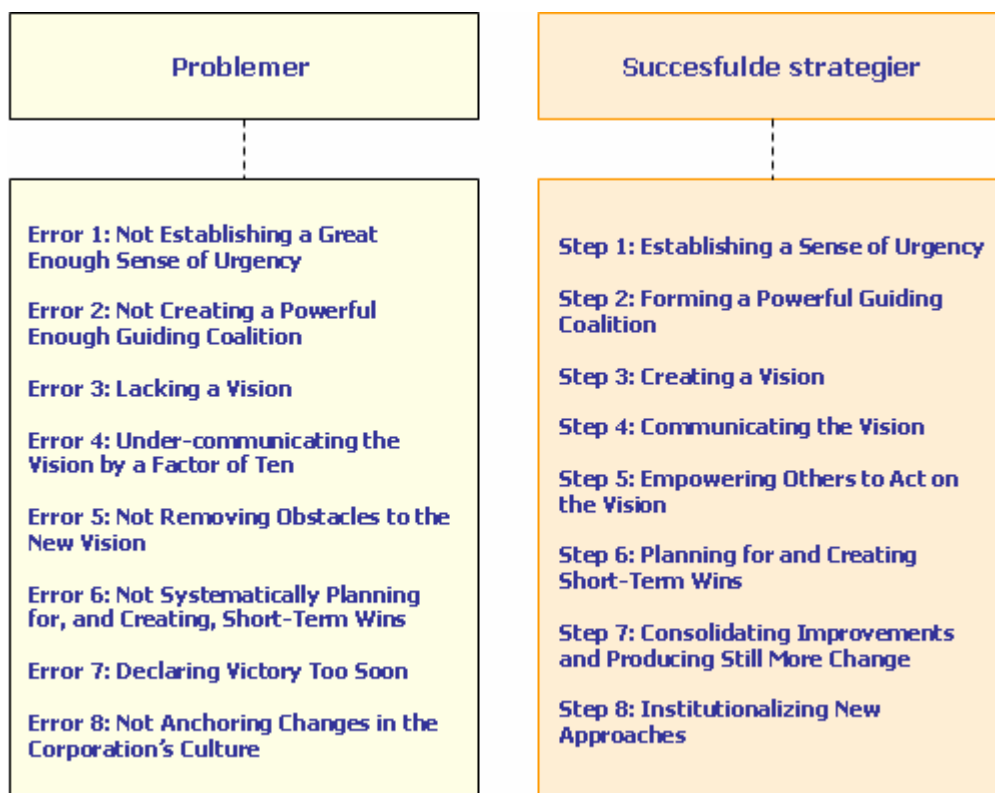 Problemer
Error 1: Not Establishing a Great
Enough Sense of Urgency
Error 2: Not Creating a Powerful
Enough Guiding Coalition
Error 3: Lacking a Vision
Error 4: Under-communicating the
Vision by a Factor of Ten
Error 5: Not Removing Obstacles to the
New Vision
Error 6: Not Systematically Planning
for, and Creating, Short-Term Wins
Error 7: Declaring Victory Too Soon
Error 8: Not Anchoring Changes in the
Corporation's Culture
Succesfulde strategier
Step 1: Establishing a Sense of Urgency
Step 2: Forming a Powerful Guiding
Coalition
Step 3: Creating a Vision
Step 4: Communicating the Vision
Step 5: Empowering Others to Act on
the Vision
Step 6: Planning for and Creating
Short-Term Wins
Step 7: Consolidating Improvements
and Producing Still More Change
Step 8: Institutionalizing New
Approaches